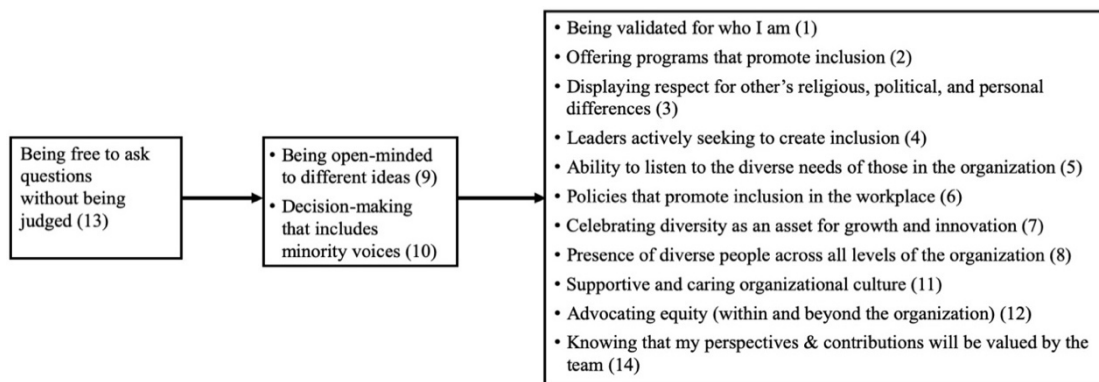 Being free to ask
questions
without being
judged (13)
• Being open-minded
to different ideas (9)
• Decision-making
that includes
minority voices (10)
• Being validated for who I am (1)
• Offering programs that promote inclusion (2)
• Displaying respect for other’s religious, political, and personal
differences (3)
• Leaders actively seeking to create inclusion (4)
• Ability to listen to the diverse needs of those in the organization (5)
• Policies that promote inclusion in the workplace (6)
• Celebrating diversity as an asset for growth and innovation (7)
• Presence of diverse people across all levels of the organization (8)
• Supportive and caring organizational culture (11)
• Advocating equity (within and beyond the organization) (12)
• Knowing that my perspectives & contributions will be valued by the
team (14)